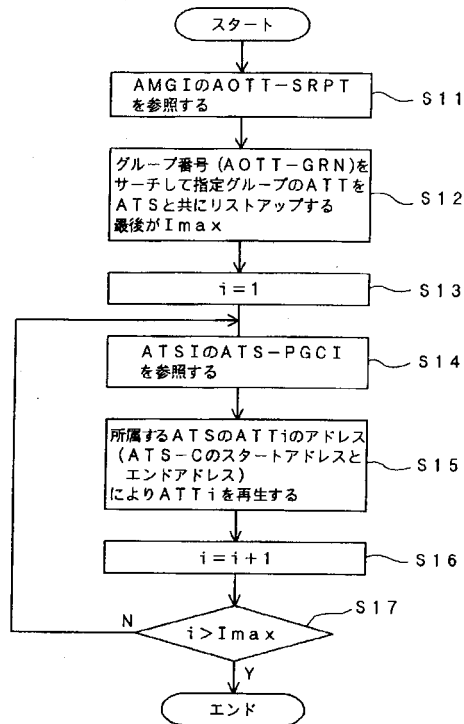 スタート
AMGIのAOTT-SRPT
を参照する
S11
グループ番号(AOTT-GRN)を
サーチして指定グループのATTを
ATSと共にリストアップする
最後がImax
S12
i=1
S13
ATSIのATS-PGCI
を参照する
S14
所属するATSのATTiのアドレス
(ATS-Cのスタートアドレスと
エンドアドレス)
によりATTiを再生する
S15
i=i+1
S16
S17
N
i>Imax
Y
エンド